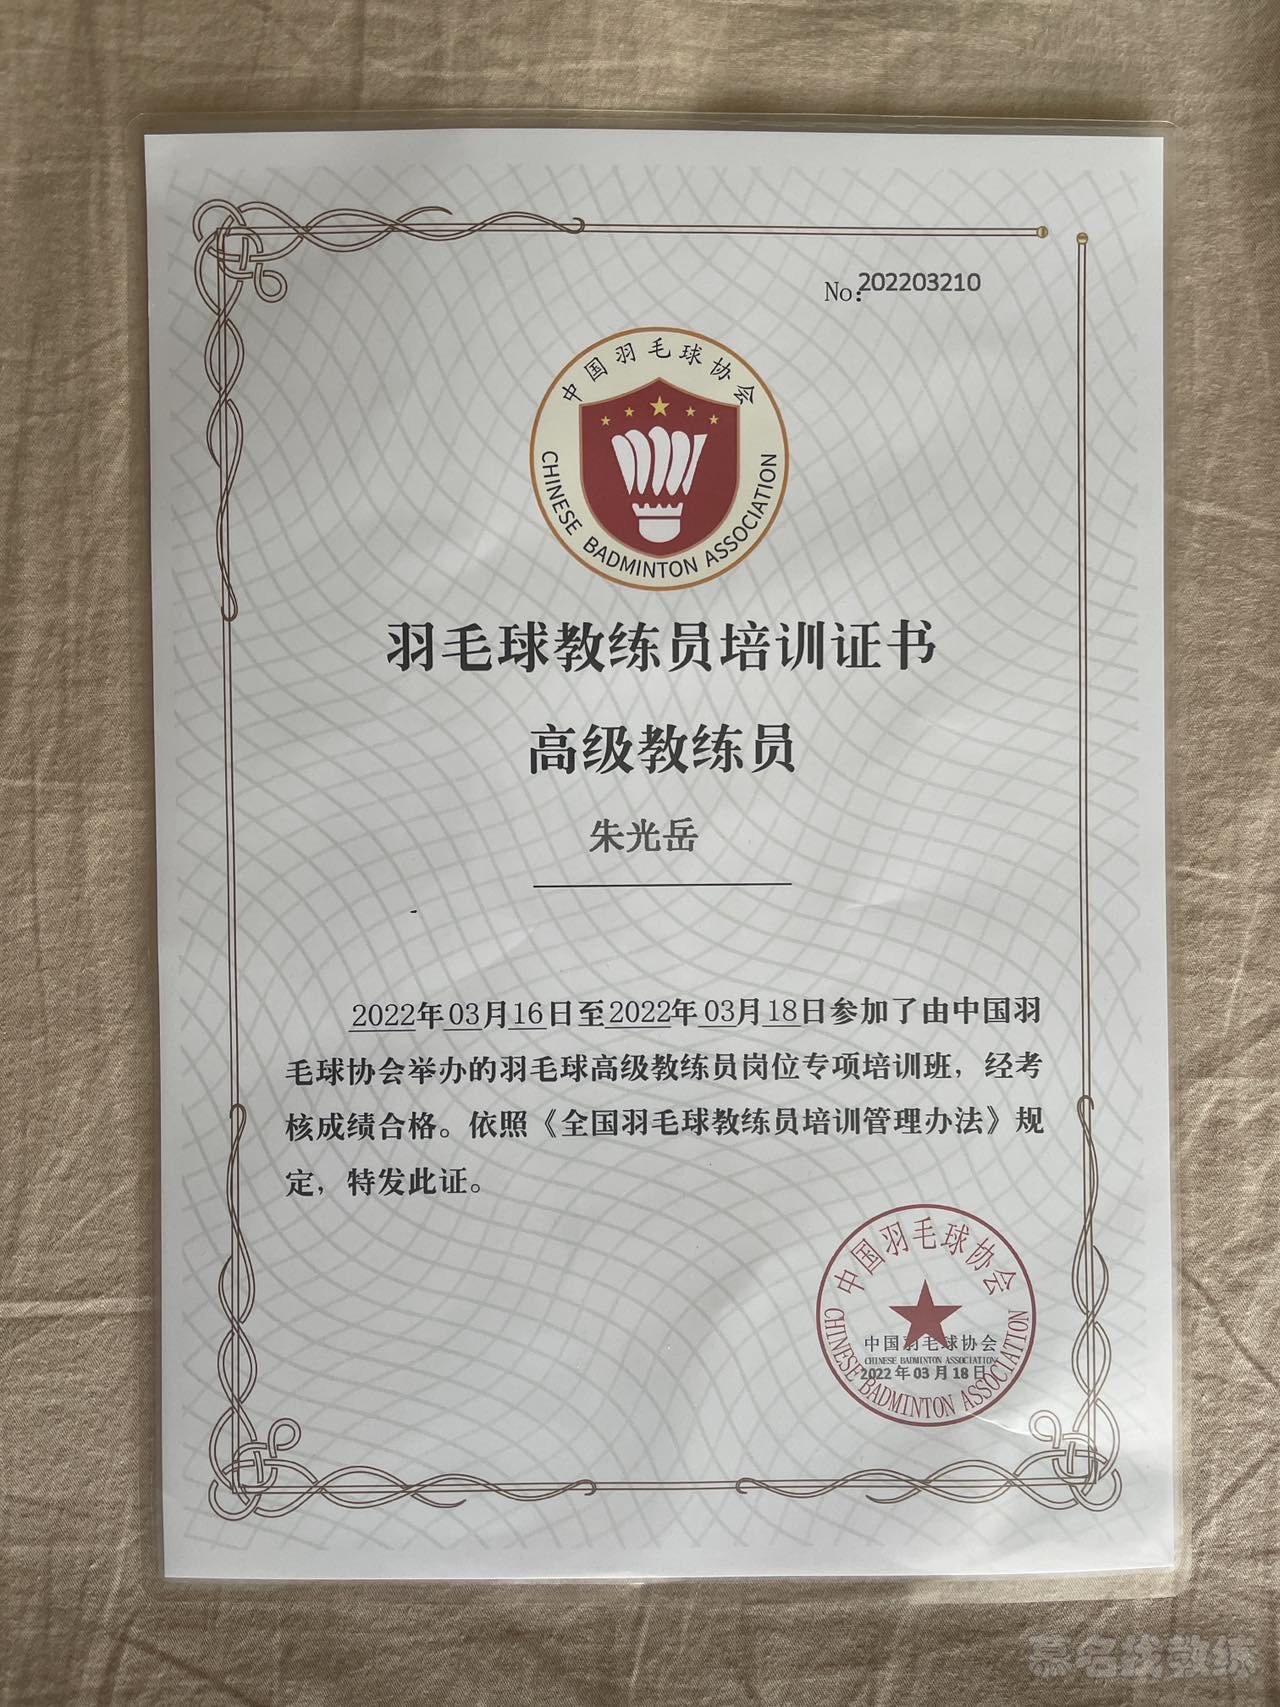 No:202203210
中国羽毛球协会
CHINESE BADMINTON ASSOCIATION
羽毛球教练员培训证书
高级教练员
朱光岳
2022年03月16日至2022年03月18日参加了由中国羽
毛球协会举办的羽毛球高级教练员岗位专项培训班，经考
核成绩合格。依照《全国羽毛球教练员培训管理办法》规
定，特发此证。
中国羽毛球协会
CHINESE BADMINTON ASSOCIATION
中国羽毛球协会
CHINESE BADMINTON ASSOCIATION
2022年03月18日
慕名找教练